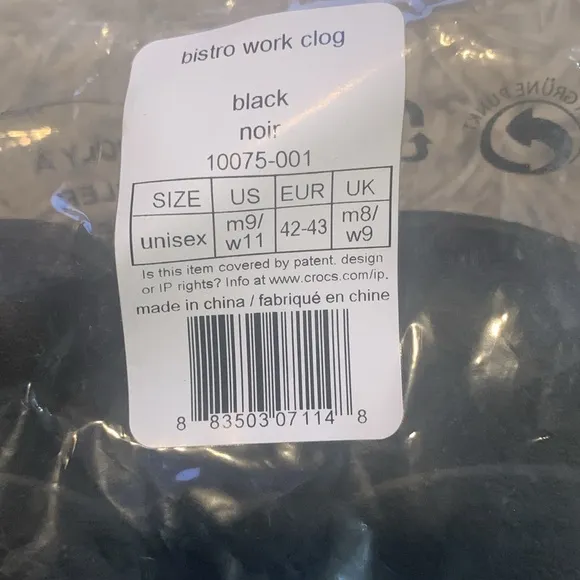 bistro work clog
black
noir
10075-001
SIZE US EUR UK
unisex m9/ w11 42-43 m8/ w9
Is this item covered by patent. design
or IP rights? Info at www.crocs.com/ip.
made in china / fabriqué en chine
8 83503 07114 8
GRÜNE PUNKT